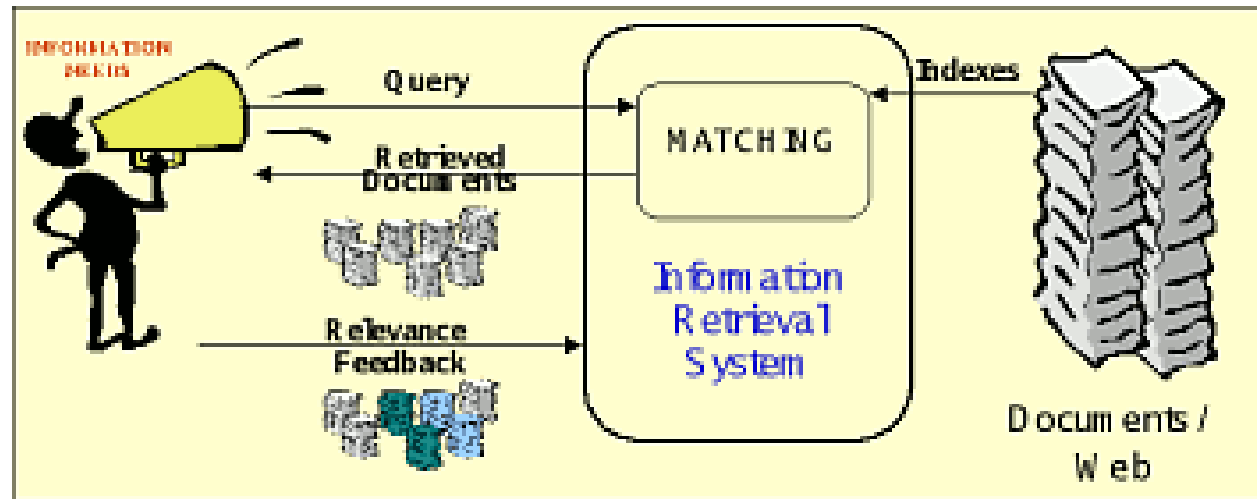 INFORMATION
NEEDS
Query
Retrieved
Documents
Relevance
Feedback
MATCHING
Information
Retrieval
System
Indexes
Documents /
Web